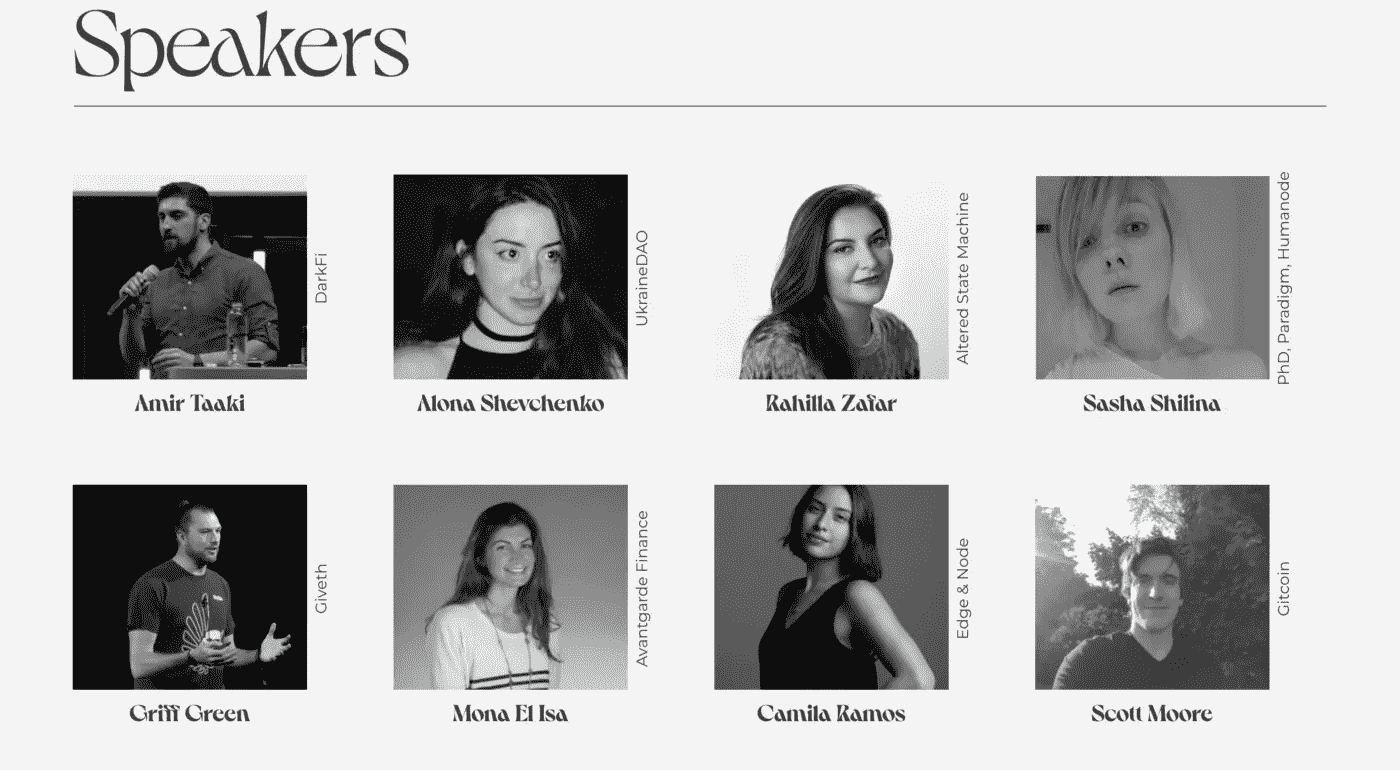 Speakers
DarkFi
Amir Taaki
UkraineDAO
Alona Shevchenko
Altered State Machine
Rahilla Zafar
PhD, Paradigm, Humanode
Sasha Shilina
Giveth
Griff Green
Avantgarde Finance
Mona El Isa
Edge & Node
Camila Ramos
Gitcoin
Scott Moore